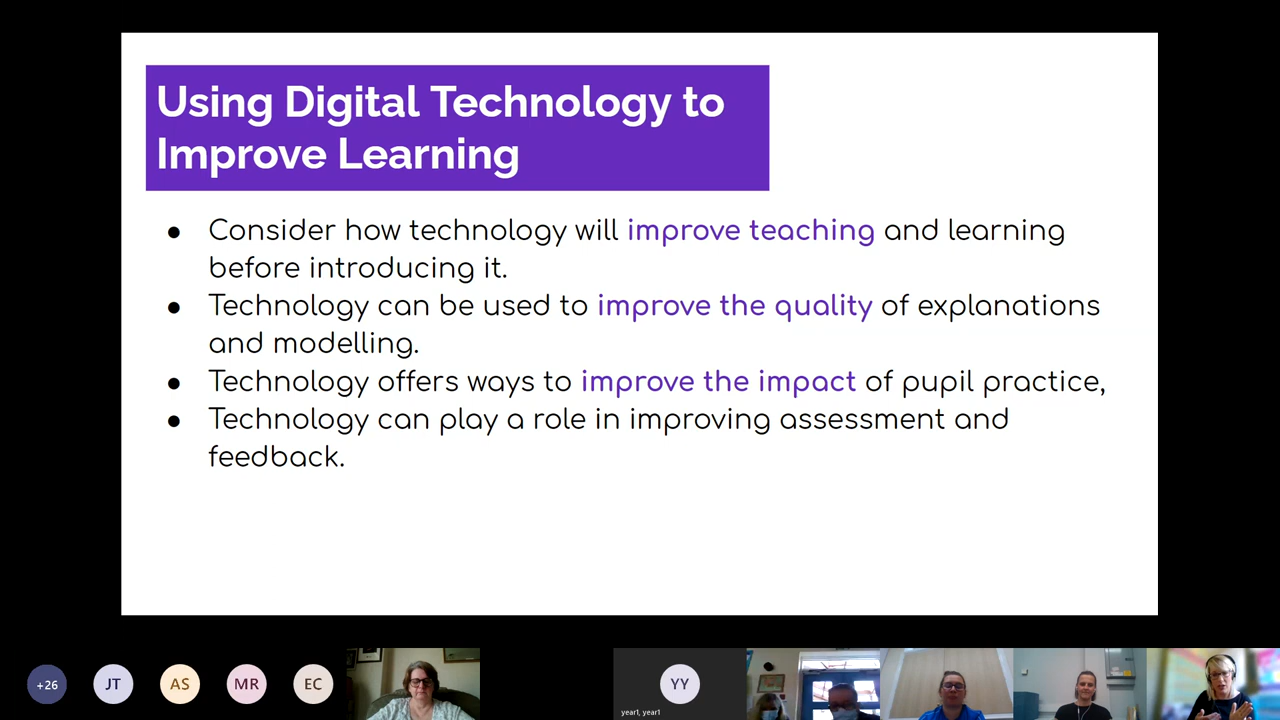 Using Digital Technology to
Improve Learning
● Consider how technology will improve teaching and learning
before introducing it.
● Technology can be used to improve the quality of explanations
and modelling.
● Technology offers ways to improve the impact of pupil practice,
● Technology can play a role in improving assessment and
feedback.
+26 JT AS MR EC YY
year1, year1